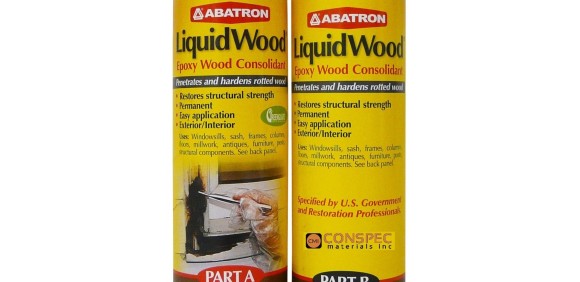 ABATRON
LiquidWood®
Epoxy Wood Consolidant
Penetrates and hardens rotted wood
• Restores structural strength
• Permanent
• Easy application
• Exterior/Interior
Uses: Windowsills, sash, frames, columns,
floors, millwork, antiques, furniture, posts,
structural components. See back panel.
PART A
ABATRON
LiquidWood®
Epoxy Wood Consolidant
Penetrates and hardens rotted wood
• Restores structural strength
• Permanent
• Easy application
• Exterior/Interior
Uses: Windowsills, sash, frames, columns,
floors, millwork, antiques, furniture, posts,
structural components. See back panel.
Specified by U.S. Government
and Restoration Professionals.
CMI CONSPEC
materials Inc
PART B